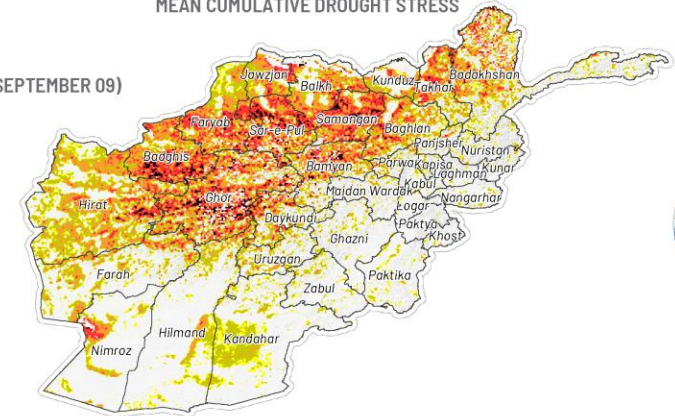 MEAN CUMULATIVE DROUGHT STRESS
SEPTEMBER 09)
Jawzjan
Balkh
Kunduz
Takhar
Badakhshan
Faryab
Sar-e-Pul
Samangan
Baghlan
Panjsher
Nuristan
Badghis
Bamyan
Parwan
Kapisa
Laghman
Kunar
Hirat
Ghor
Maidan Wardak
Kabul
Nangarhar
Daykundi
Logar
Paktya
Khost
Ghazni
Farah
Uruzgan
Zabul
Paktika
Nimroz
Hilmand
Kandahar